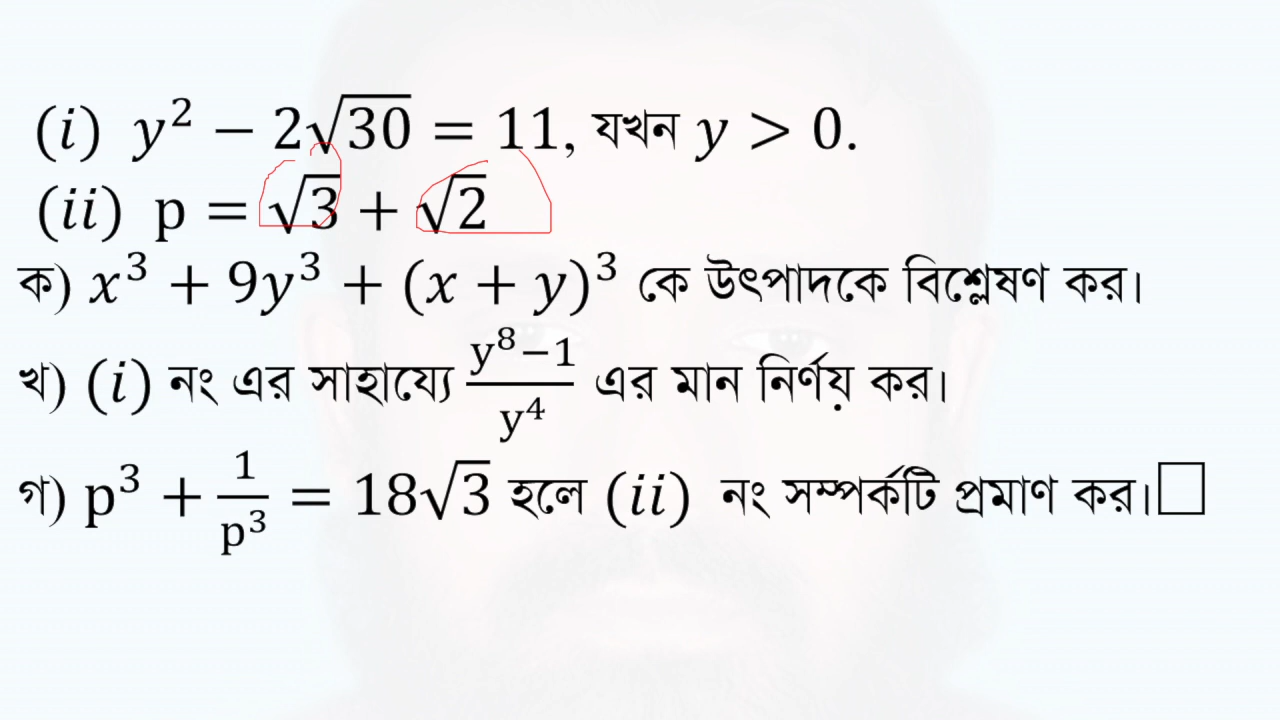 (i) y² − 2√30 = 11, যখন y > 0.
(ii) p = √3 + √2
ক) x³ + 9y³ + (x + y)³ কে উৎপাদকে বিশ্লেষণ কর।
খ) (i) নং এর সাহায্যে (y⁸−1)/y⁴ এর মান নির্ণয় কর।
গ) p³ + 1/p³ = 18√3 হলে (ii) নং সম্পর্কটি প্রমাণ কর।□